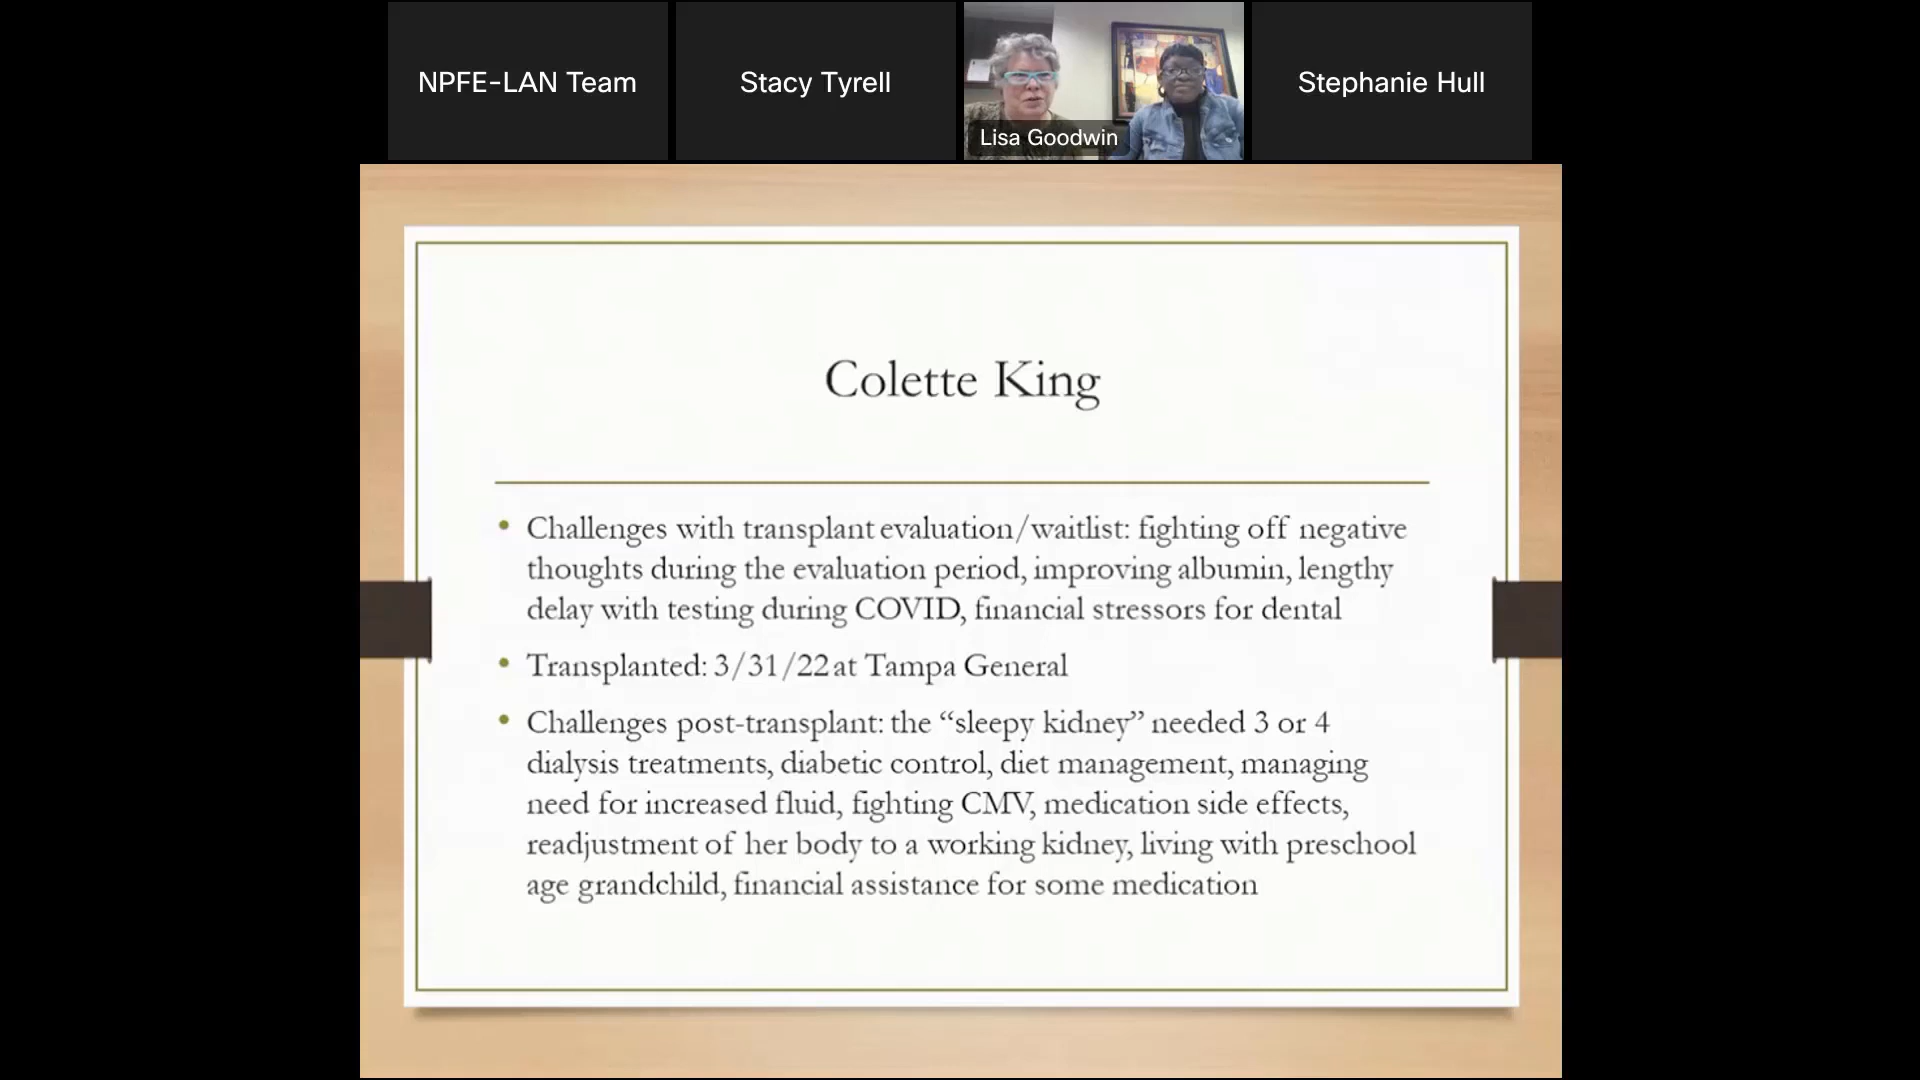 NPFE-LAN Team
Stacy Tyrell
Lisa Goodwin
Stephanie Hull
Colette King
• Challenges with transplant evaluation/waitlist: fighting off negative
thoughts during the evaluation period, improving albumin, lengthy
delay with testing during COVID, financial stressors for dental
• Transplanted: 3/31/22 at Tampa General
• Challenges post-transplant: the “sleepy kidney” needed 3 or 4
dialysis treatments, diabetic control, diet management, managing
need for increased fluid, fighting CMV, medication side effects,
readjustment of her body to a working kidney, living with preschool
age grandchild, financial assistance for some medication